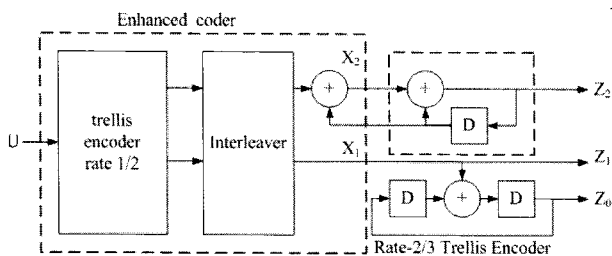 Enhanced coder
X2
Z2
D
trellis
encoder
rate 1/2
Interleaver
U
X1
Z1
D
D
Z0
Rate-2/3 Trellis Encoder